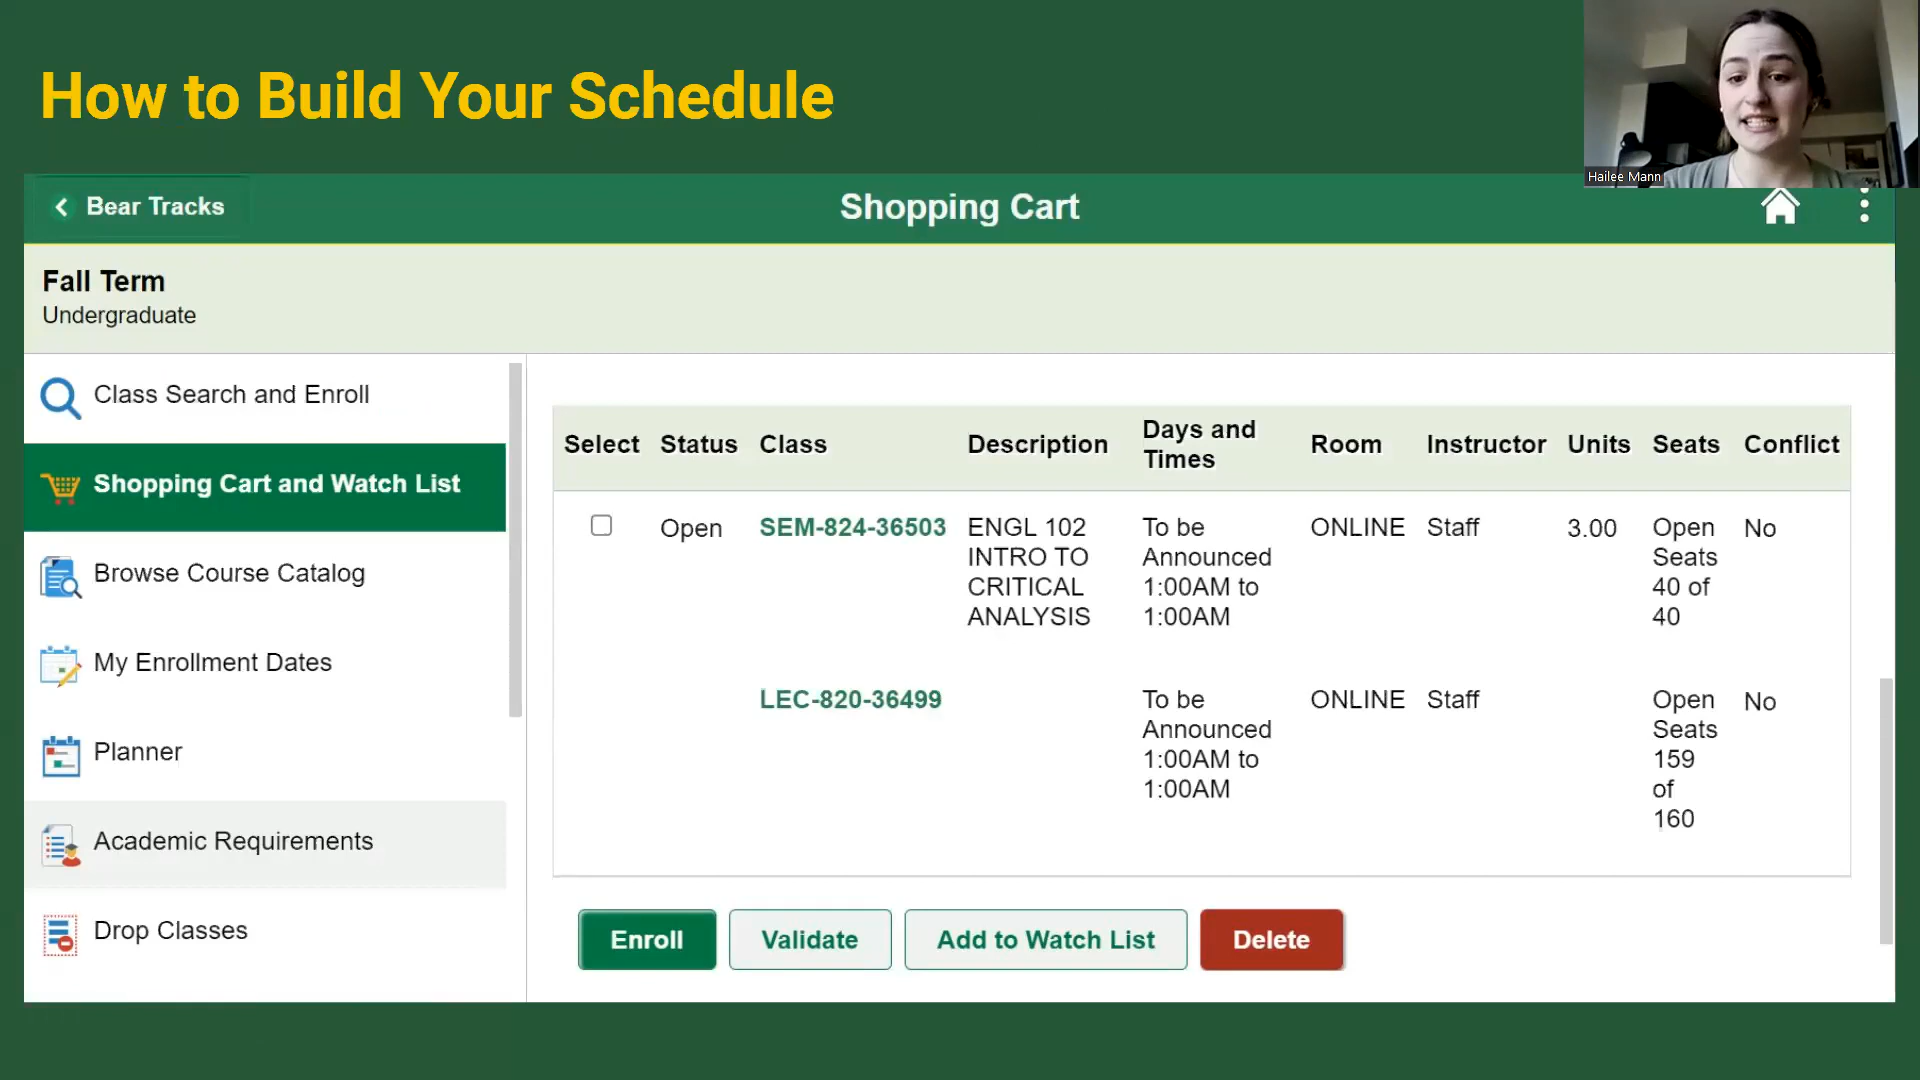 How to Build Your Schedule
Hailee Mann
Bear Tracks
Shopping Cart
Fall Term
Undergraduate
Class Search and Enroll
Shopping Cart and Watch List
Browse Course Catalog
My Enrollment Dates
Planner
Academic Requirements
Drop Classes
Select Status Class Description Days and Times Room Instructor Units Seats Conflict
Open SEM-824-36503 ENGL 102 To be ONLINE Staff 3.00 Open No
INTRO TO Announced Seats
CRITICAL 1:00AM to 40 of
ANALYSIS 1:00AM 40
LEC-820-36499 To be ONLINE Staff Open No
Announced Seats
1:00AM to 159
1:00AM of
160
Enroll Validate Add to Watch List Delete